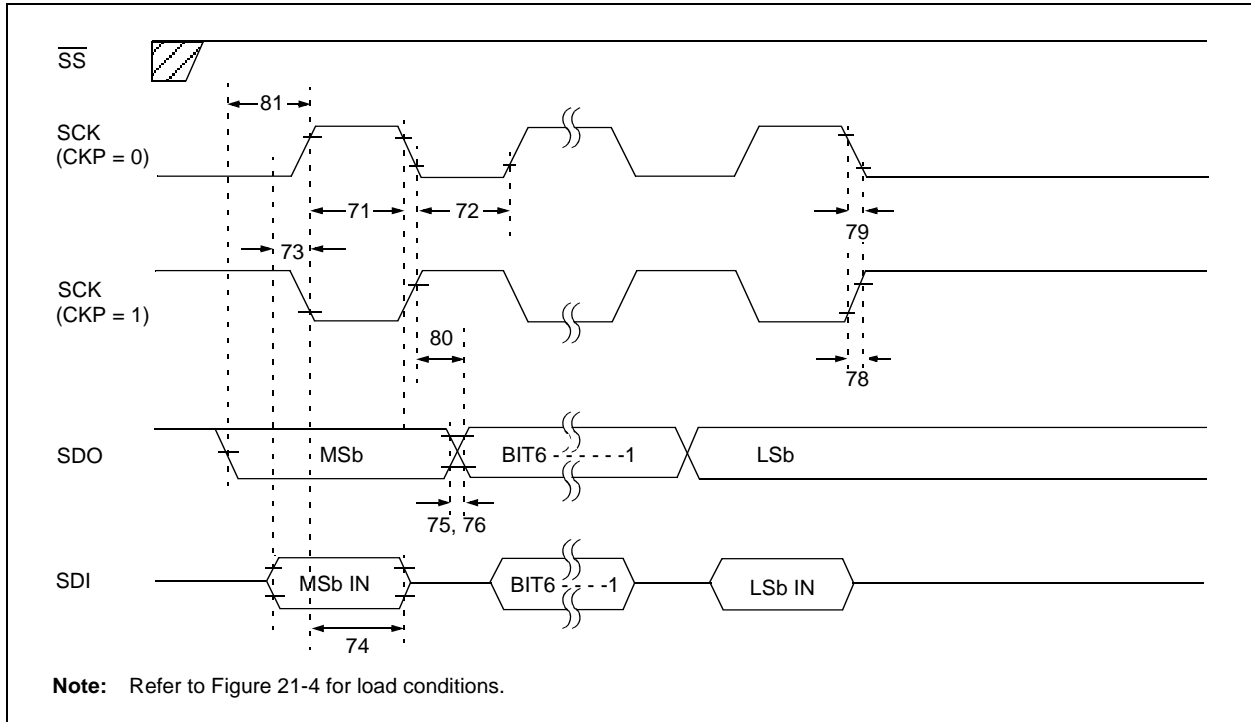 SS
81
SCK
(CKP = 0)
71
72
79
73
SCK
(CKP = 1)
80
78
SDO
MSb
BIT6 - - - - - -1
LSb
75, 76
SDI
MSb IN
BIT6 - - - -1
LSb IN
74
Note: Refer to Figure 21-4 for load conditions.